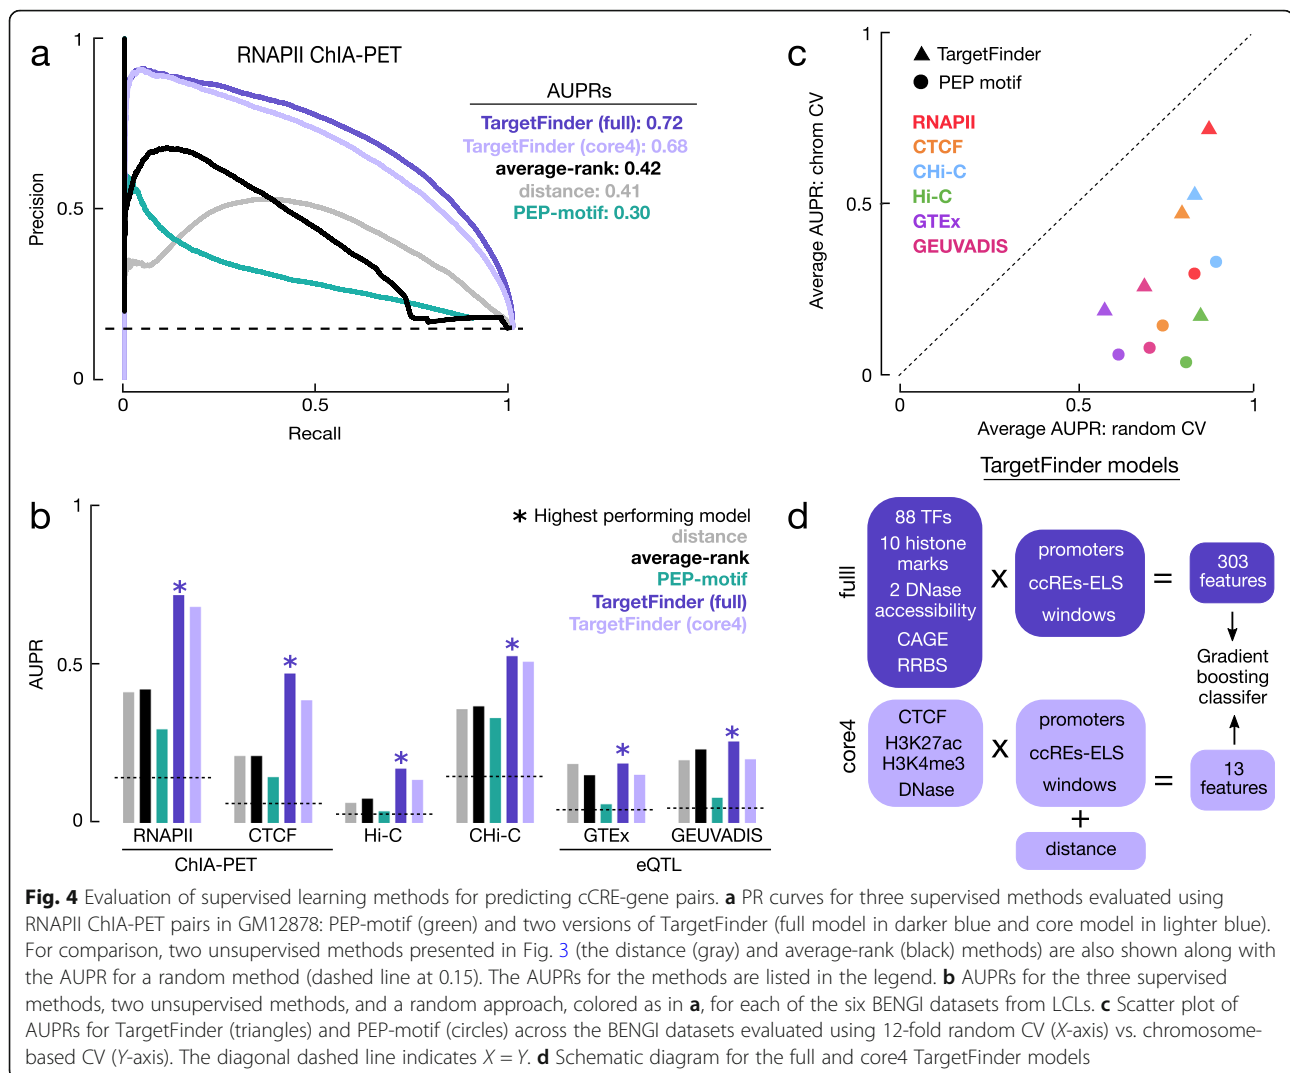 a
RNAPII ChIA-PET
1
0.5
0
Precision
0
0.5
1
Recall
AUPRs
TargetFinder (full): 0.72
TargetFinder (core4): 0.68
average-rank: 0.42
distance: 0.41
PEP-motif: 0.30
c
1
0.5
0
Average AUPR: chrom CV
TargetFinder
PEP motif
RNAPII
CTCF
CHi-C
Hi-C
GTEx
GEUVADIS
0
0.5
1
Average AUPR: random CV
b
1
0.5
0
AUPR
* Highest performing model
distance
average-rank
PEP-motif
TargetFinder (full)
TargetFinder (core4)
*
*
*
*
*
*
RNAPII
CTCF
Hi-C
CHi-C
GTEx
GEUVADIS
ChIA-PET
eQTL
TargetFinder models
d
fulll
88 TFs
10 histone
marks
2 DNase
accessibility
CAGE
RRBS
X
promoters
ccREs-ELS
windows
=
303
features
Gradient
boosting
classifer
core4
CTCF
H3K27ac
H3K4me3
DNase
X
promoters
ccREs-ELS
windows
=
13
features
+
distance
Fig. 4 Evaluation of supervised learning methods for predicting cCRE-gene pairs. a PR curves for three supervised methods evaluated using
RNAPII ChIA-PET pairs in GM12878: PEP-motif (green) and two versions of TargetFinder (full model in darker blue and core model in lighter blue).
For comparison, two unsupervised methods presented in Fig. 3 (the distance (gray) and average-rank (black) methods) are also shown along with
the AUPR for a random method (dashed line at 0.15). The AUPRs for the methods are listed in the legend. b AUPRs for the three supervised
methods, two unsupervised methods, and a random approach, colored as in a, for each of the six BENGI datasets from LCLs. c Scatter plot of
AUPRs for TargetFinder (triangles) and PEP-motif (circles) across the BENGI datasets evaluated using 12-fold random CV (X-axis) vs. chromosome-
based CV (Y-axis). The diagonal dashed line indicates X = Y. d Schematic diagram for the full and core4 TargetFinder models